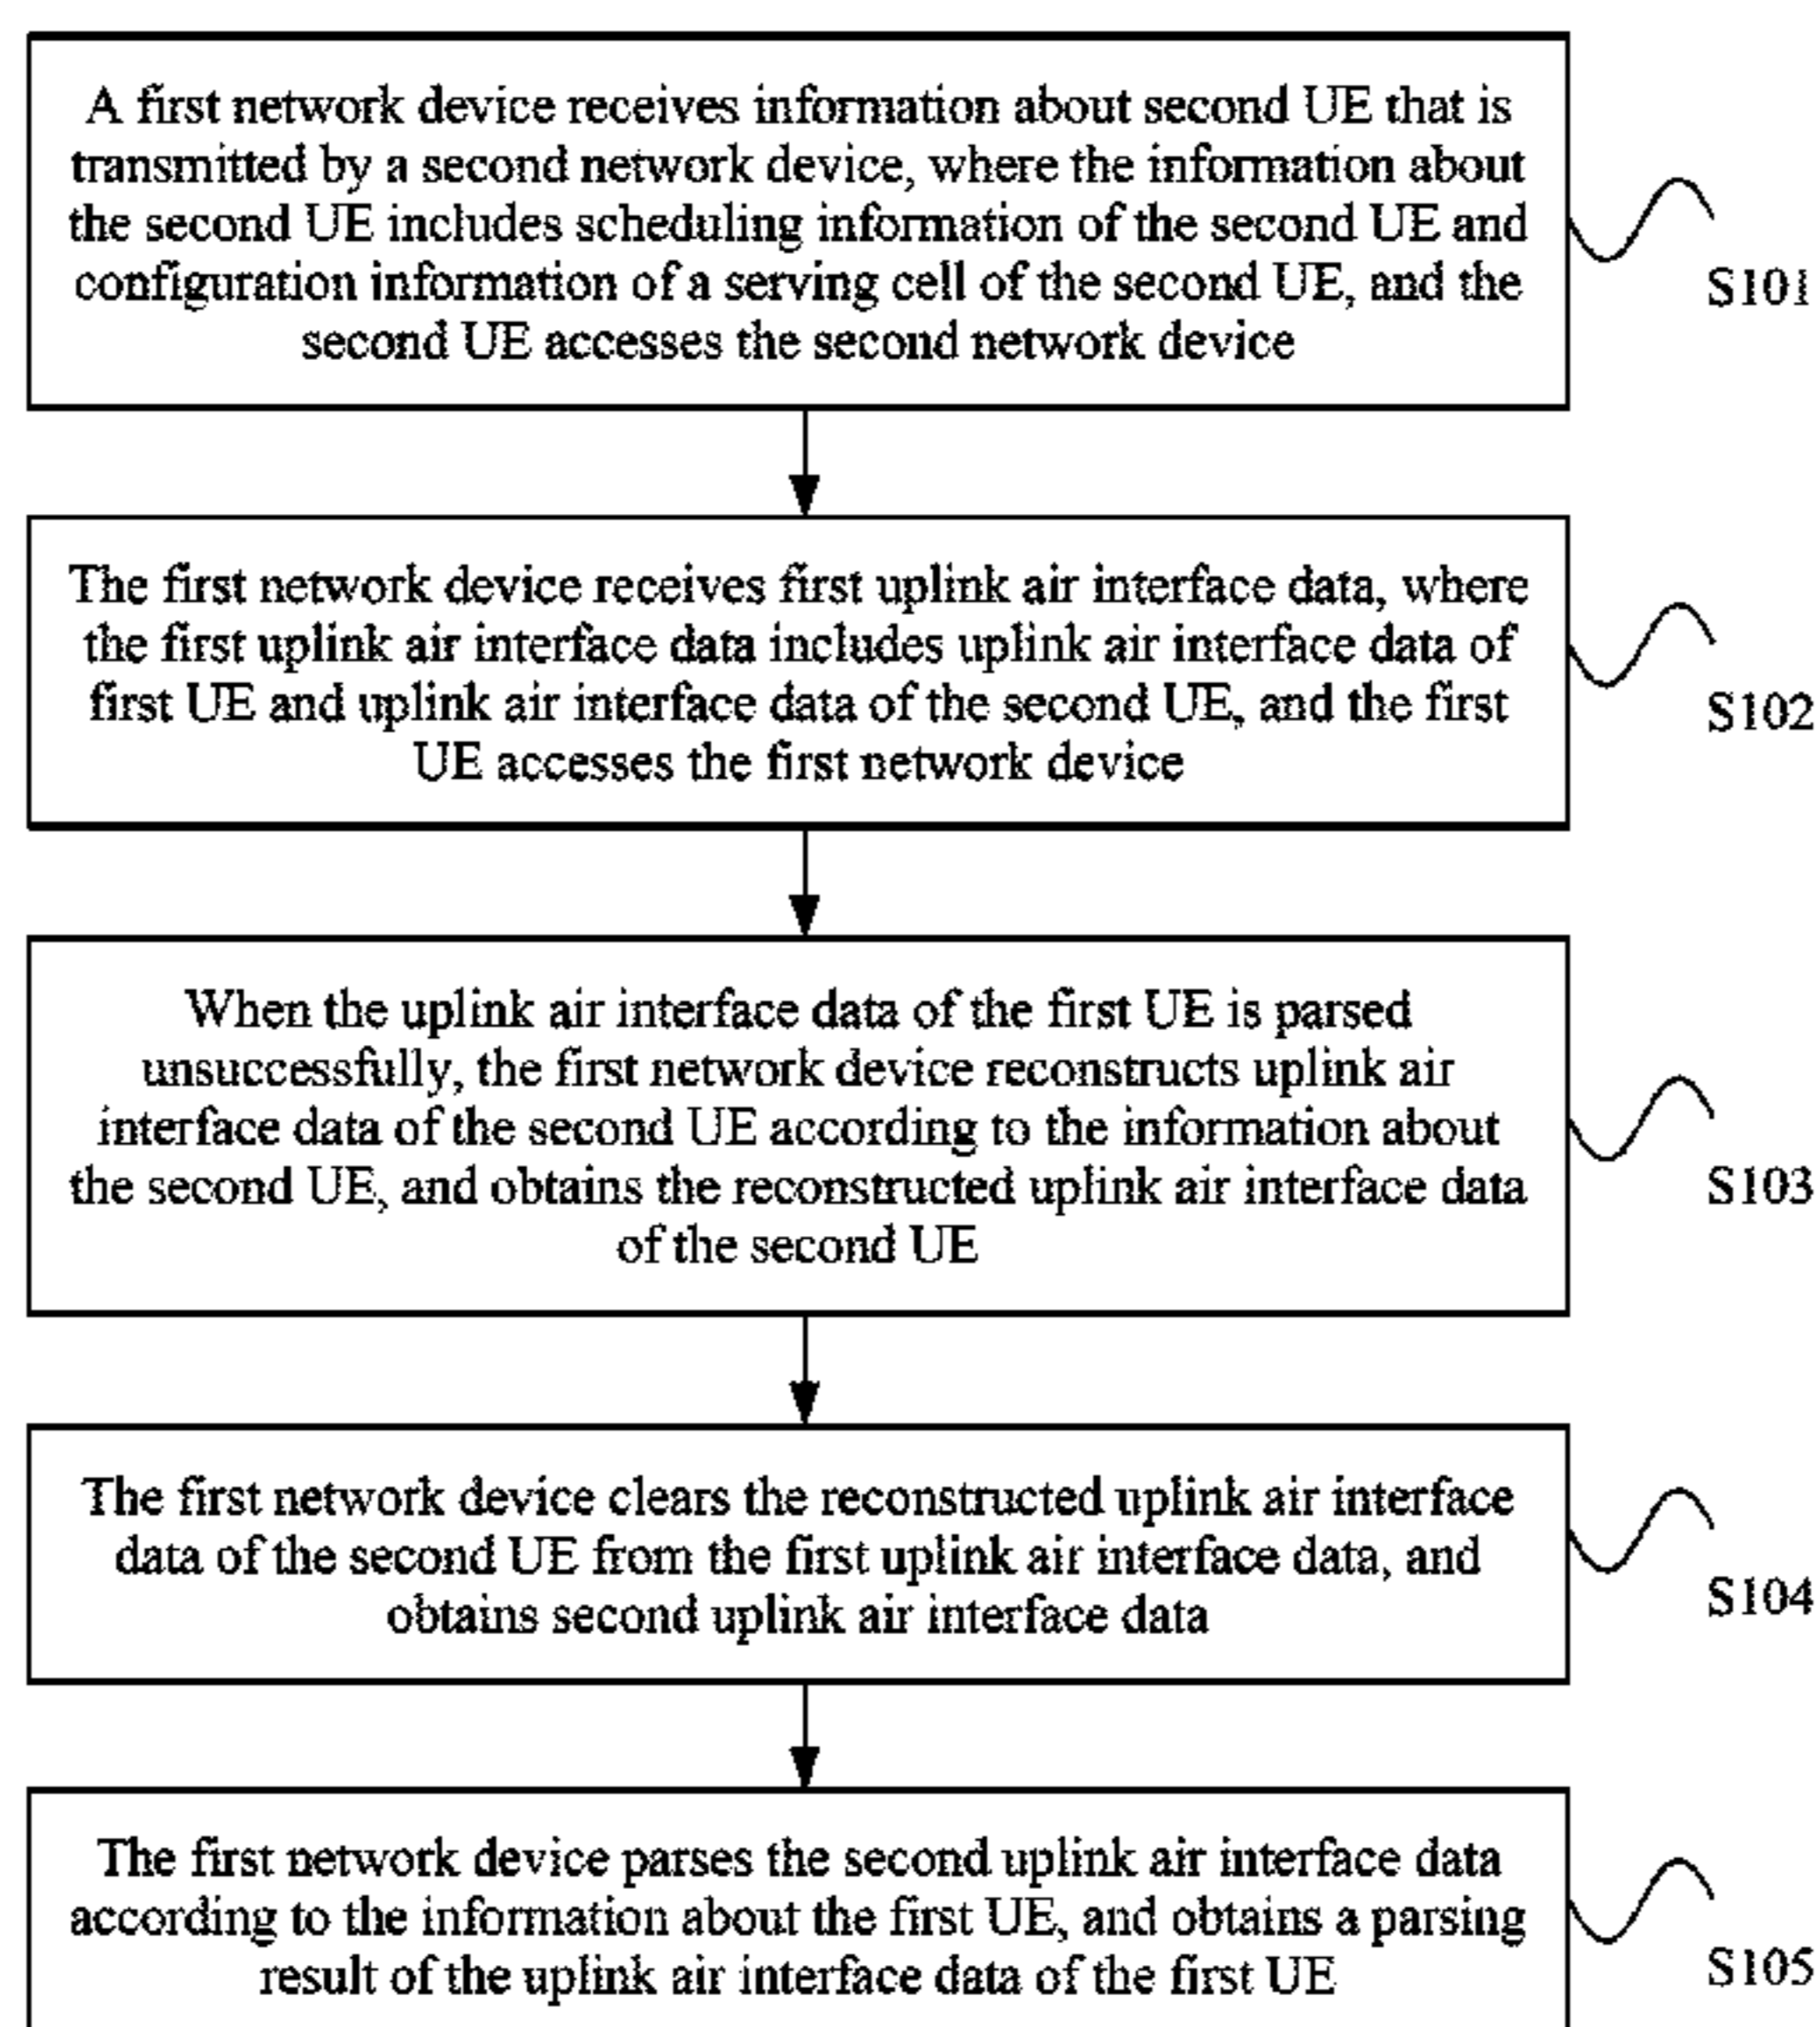 A first network device receives information about second UE that is
transmitted by a second network device, where the information about
the second UE includes scheduling information of the second UE and
configuration information of a serving cell of the second UE, and the
second UE accesses the second network device
S101
The first network device receives first uplink air interface data, where
the first uplink air interface data includes uplink air interface data of
first UE and uplink air interface data of the second UE, and the first
UE accesses the first network device
S102
When the uplink air interface data of the first UE is parsed
unsuccessfully, the first network device reconstructs uplink air
interface data of the second UE according to the information about
the second UE, and obtains the reconstructed uplink air interface data
of the second UE
S103
The first network device clears the reconstructed uplink air interface
data of the second UE from the first uplink air interface data, and
obtains second uplink air interface data
S104
The first network device parses the second uplink air interface data
according to the information about the first UE, and obtains a parsing
result of the uplink air interface data of the first UE
S105